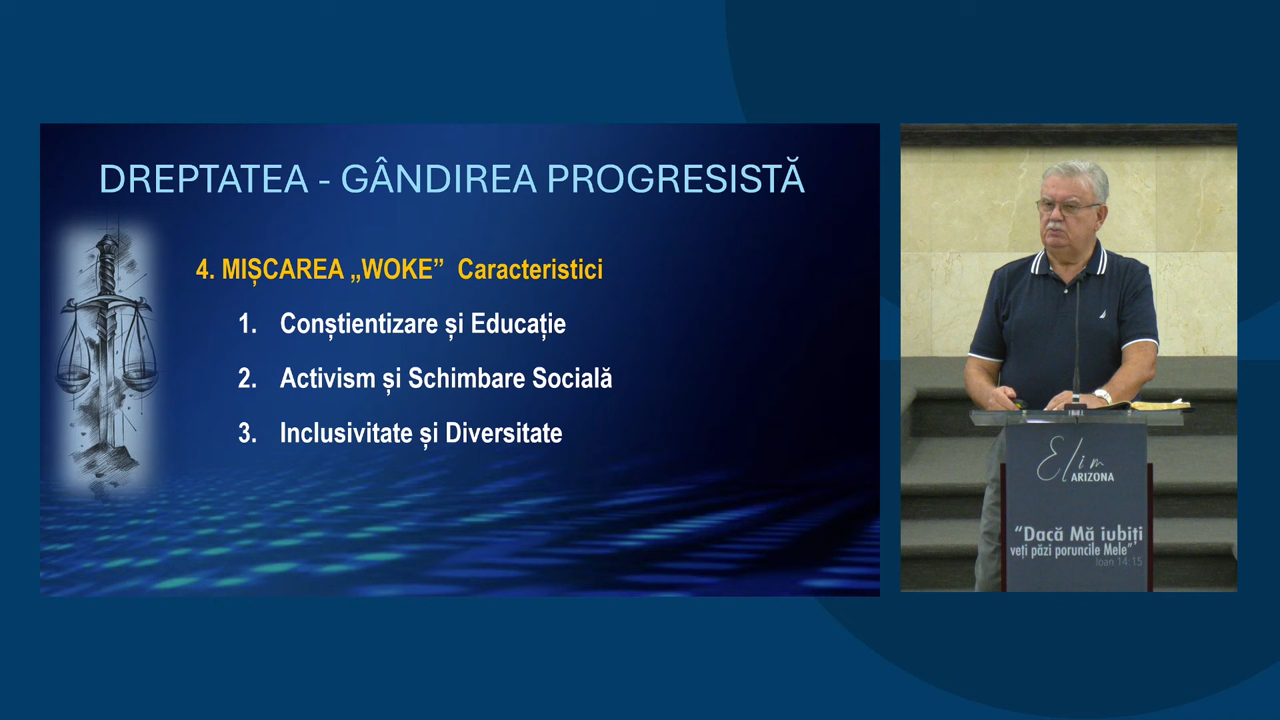 DREPTATEA - GÂNDIREA PROGRESISTĂ
4. MIȘCAREA „WOKE” Caracteristici
1. Conștientizare și Educație
2. Activism și Schimbare Socială
3. Inclusivitate și Diversitate
Elim
ARIZONA
“Dacă Mă iubiți
veți păzi poruncile Mele”
Ioan 14:15